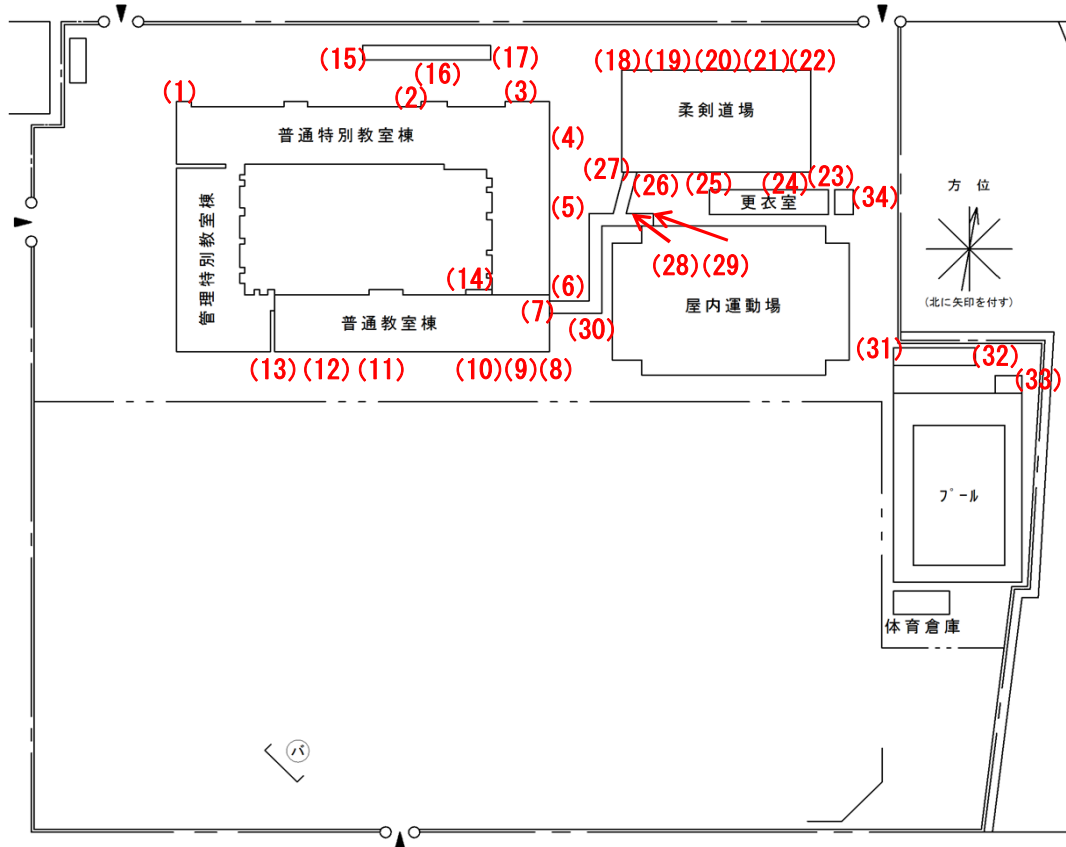 (15)
(16)
(17)
(18)(19)(20)(21)(22)
(1)
(2)
(3)
柔剣道場
普通特別教室棟
(4)
(27)
(26)
(25)
(24)
(23)
更衣室
(34)
方 位
(北に矢印を付す)
管理特別教室棟
(5)
(14)
(6)
(7)
(28)(29)
屋内運動場
普通教室棟
(30)
(31)
(32)
(33)
(13)
(12)
(11)
(10)(9)(8)
プール
体育倉庫
バ